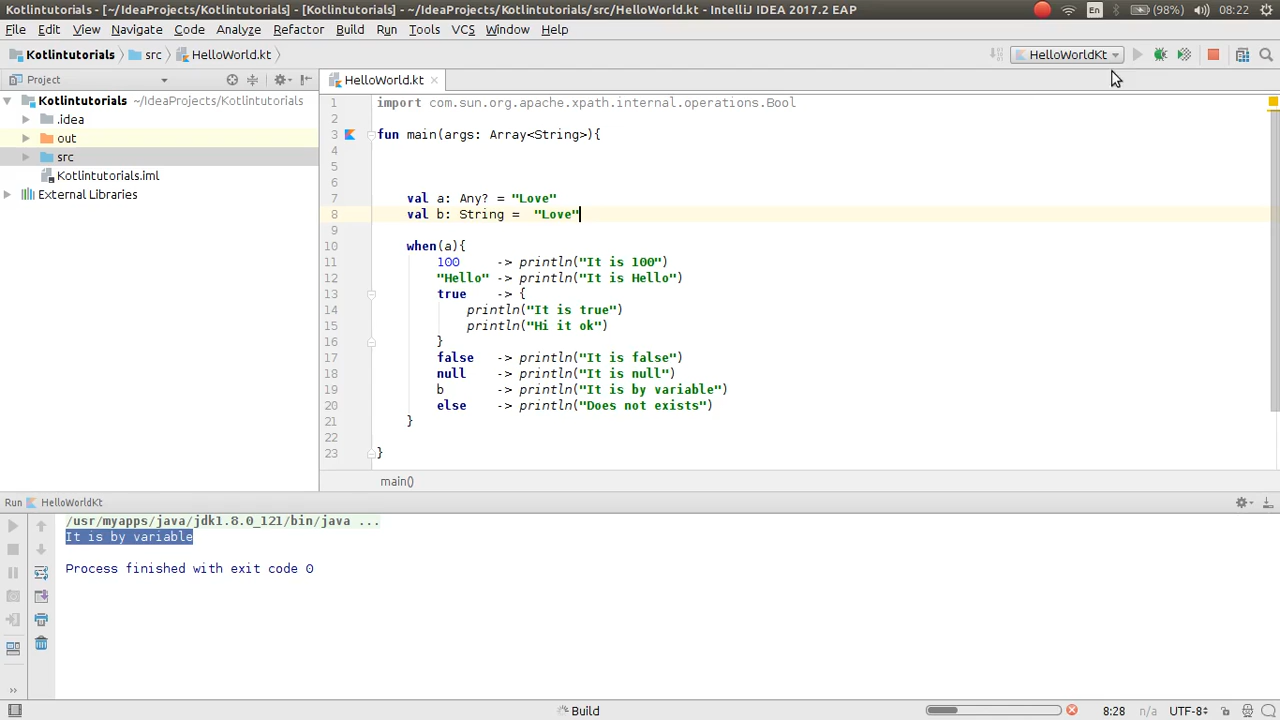 Kotlintutorials - [~/IdeaProjects/Kotlintutorials] - [Kotlintutorials] - ~/IdeaProjects/Kotlintutorials/src/HelloWorld.kt - IntelliJ IDEA 2017.2 EAP
En (98%) 08:22
File Edit View Navigate Code Analyze Refactor Build Run Tools VCS Window Help
Kotlintutorials src HelloWorld.kt HelloWorldKt
Project HelloWorld.kt
Kotlintutorials ~/IdeaProjects/Kotlintutorials
.idea
out
src
Kotlintutorials.iml
External Libraries
1 import com.sun.org.apache.xpath.internal.operations.Bool
2
3 fun main(args: Array<String>){
4
5
6
7 val a: Any? = "Love"
8 val b: String =  "Love"
9
10 when(a){
11 100 -> println("It is 100")
12 "Hello" -> println("It is Hello")
13 true -> {
14 println("It is true")
15 println("Hi it ok")
16 }
17 false -> println("It is false")
18 null -> println("It is null")
19 b -> println("It is by variable")
20 else -> println("Does not exists")
21 }
22
23 }
main()
Run HelloWorldKt
/usr/myapps/java/jdk1.8.0_121/bin/java ...
It is by variable
Process finished with exit code 0
Build 8:28 n/a UTF-8